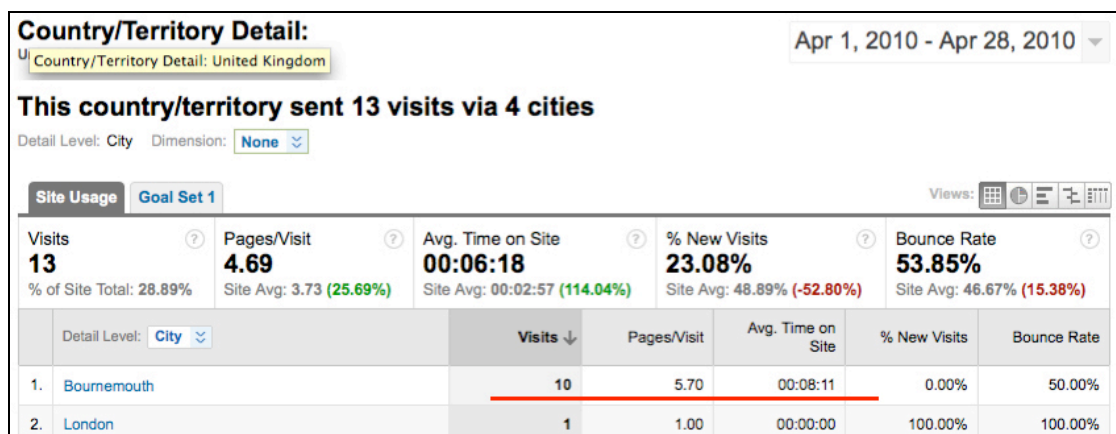 Country/Territory Detail:
Country/Territory Detail: United Kingdom
Apr 1, 2010 - Apr 28, 2010
This country/territory sent 13 visits via 4 cities
Detail Level: City Dimension: None
Site Usage Goal Set 1 Views:
Visits ? Pages/Visit ? Avg. Time on Site ? % New Visits ? Bounce Rate ?
13 4.69 00:06:18 23.08% 53.85%
% of Site Total: 28.89% Site Avg: 3.73 (25.69%) Site Avg: 00:02:57 (114.04%) Site Avg: 48.89% (-52.80%) Site Avg: 46.67% (15.38%)
Detail Level: City Visits Pages/Visit Avg. Time on Site % New Visits Bounce Rate
1. Bournemouth 10 5.70 00:08:11 0.00% 50.00%
2. London 1 1.00 00:00:00 100.00% 100.00%